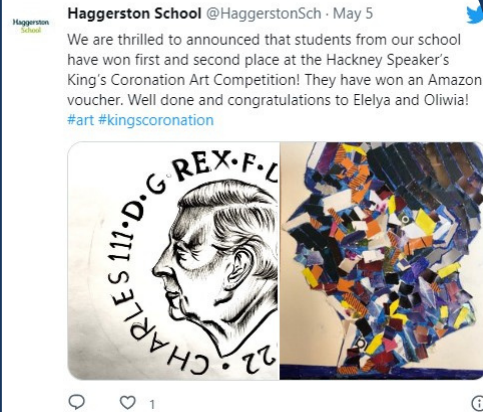 Haggerston
School
Haggerston School @HaggerstonSch · May 5
We are thrilled to announced that students from our school
have won first and second place at the Hackney Speaker's
King's Coronation Art Competition! They have won an Amazon
voucher. Well done and congratulations to Elelya and Oliwia!
#art #kingscoronation
CHARLES 111·D·G·REX·F·D
·22
1